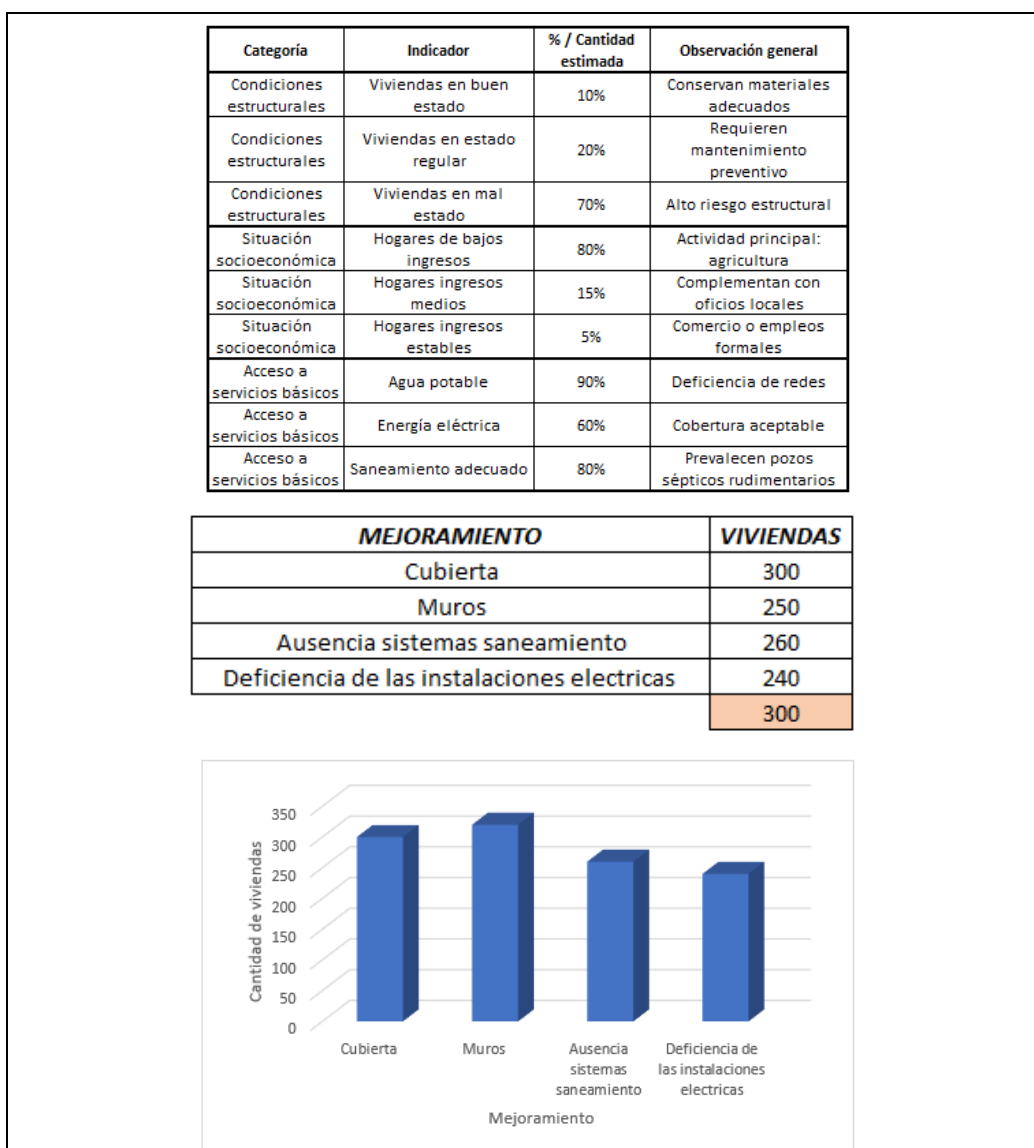 Categoría Indicador % / Cantidad estimada Observación general
Condiciones estructurales Viviendas en buen estado 10% Conservan materiales adecuados
Condiciones estructurales Viviendas en estado regular 20% Requieren mantenimiento preventivo
Condiciones estructurales Viviendas en mal estado 70% Alto riesgo estructural
Situación socioeconómica Hogares de bajos ingresos 80% Actividad principal: agricultura
Situación socioeconómica Hogares ingresos medios 15% Complementan con oficios locales
Situación socioeconómica Hogares ingresos estables 5% Comercio o empleos formales
Acceso a servicios básicos Agua potable 90% Deficiencia de redes
Acceso a servicios básicos Energía eléctrica 60% Cobertura aceptable
Acceso a servicios básicos Saneamiento adecuado 80% Prevalecen pozos sépticos rudimentarios
MEJORAMIENTO VIVIENDAS
Cubierta 300
Muros 250
Ausencia sistemas saneamiento 260
Deficiencia de las instalaciones electricas 240
300
Cantidad de viviendas
350
300
250
200
150
100
50
0
Cubierta
Muros
Ausencia sistemas saneamiento
Deficiencia de las instalaciones electricas
Mejoramiento